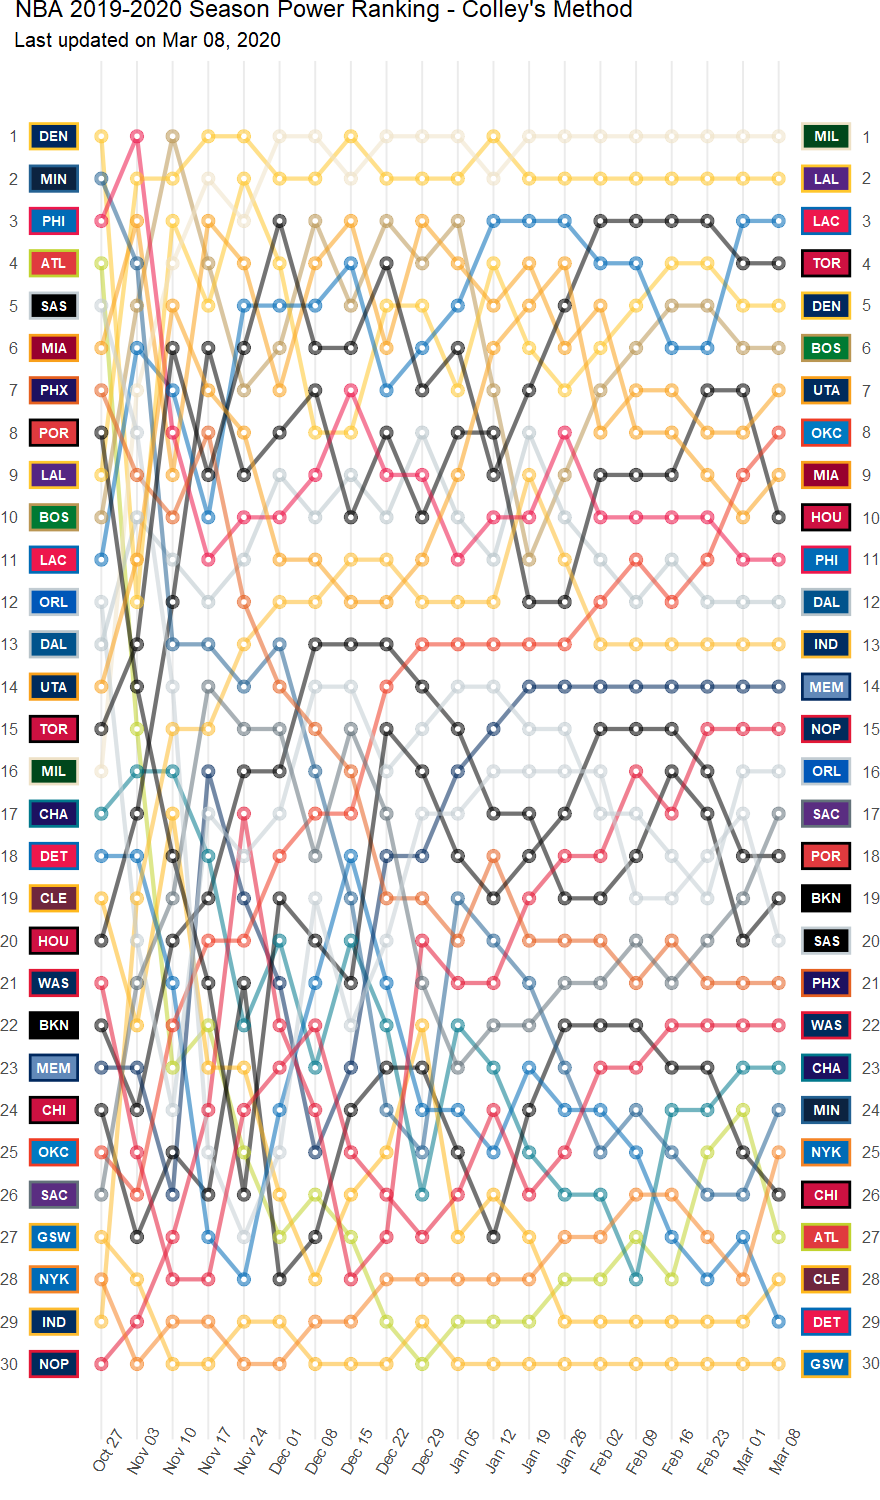 NBA 2019-2020 Season Power Ranking - Colley's Method
Last updated on Mar 08, 2020
1 DEN MIL 1
2 MIN LAL 2
3 PHI LAC 3
4 ATL TOR 4
5 SAS DEN 5
6 MIA BOS 6
7 PHX UTA 7
8 POR OKC 8
9 LAL MIA 9
10 BOS HOU 10
11 LAC PHI 11
12 ORL DAL 12
13 DAL IND 13
14 UTA MEM 14
15 TOR NOP 15
16 MIL ORL 16
17 CHA SAC 17
18 DET POR 18
19 CLE BKN 19
20 HOU SAS 20
21 WAS PHX 21
22 BKN WAS 22
23 MEM CHA 23
24 CHI MIN 24
25 OKC NYK 25
26 SAC CHI 26
27 GSW ATL 27
28 NYK CLE 28
29 IND DET 29
30 NOP GSW 30
Oct 27 Nov 03 Nov 10 Nov 17 Nov 24 Dec 01 Dec 08 Dec 15 Dec 22 Dec 29 Jan 05 Jan 12 Jan 19 Jan 26 Feb 02 Feb 09 Feb 16 Feb 23 Mar 01 Mar 08